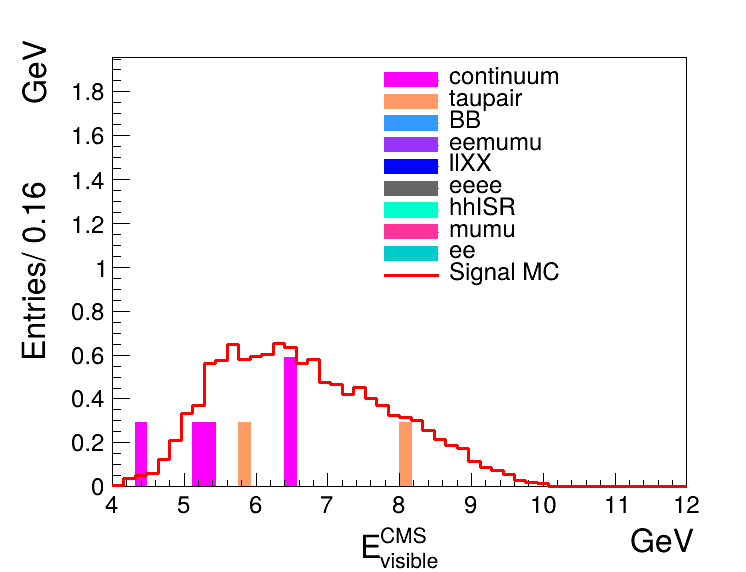 Entries/ 0.16 GeV
1.8
1.6
1.4
1.2
1
0.8
0.6
0.4
0.2
0
continuum
taupair
BB
eemumu
llXX
eeee
hhISR
mumu
ee
Signal MC
4 5 6 7 8 9 10 11 12
E CMS visible
GeV